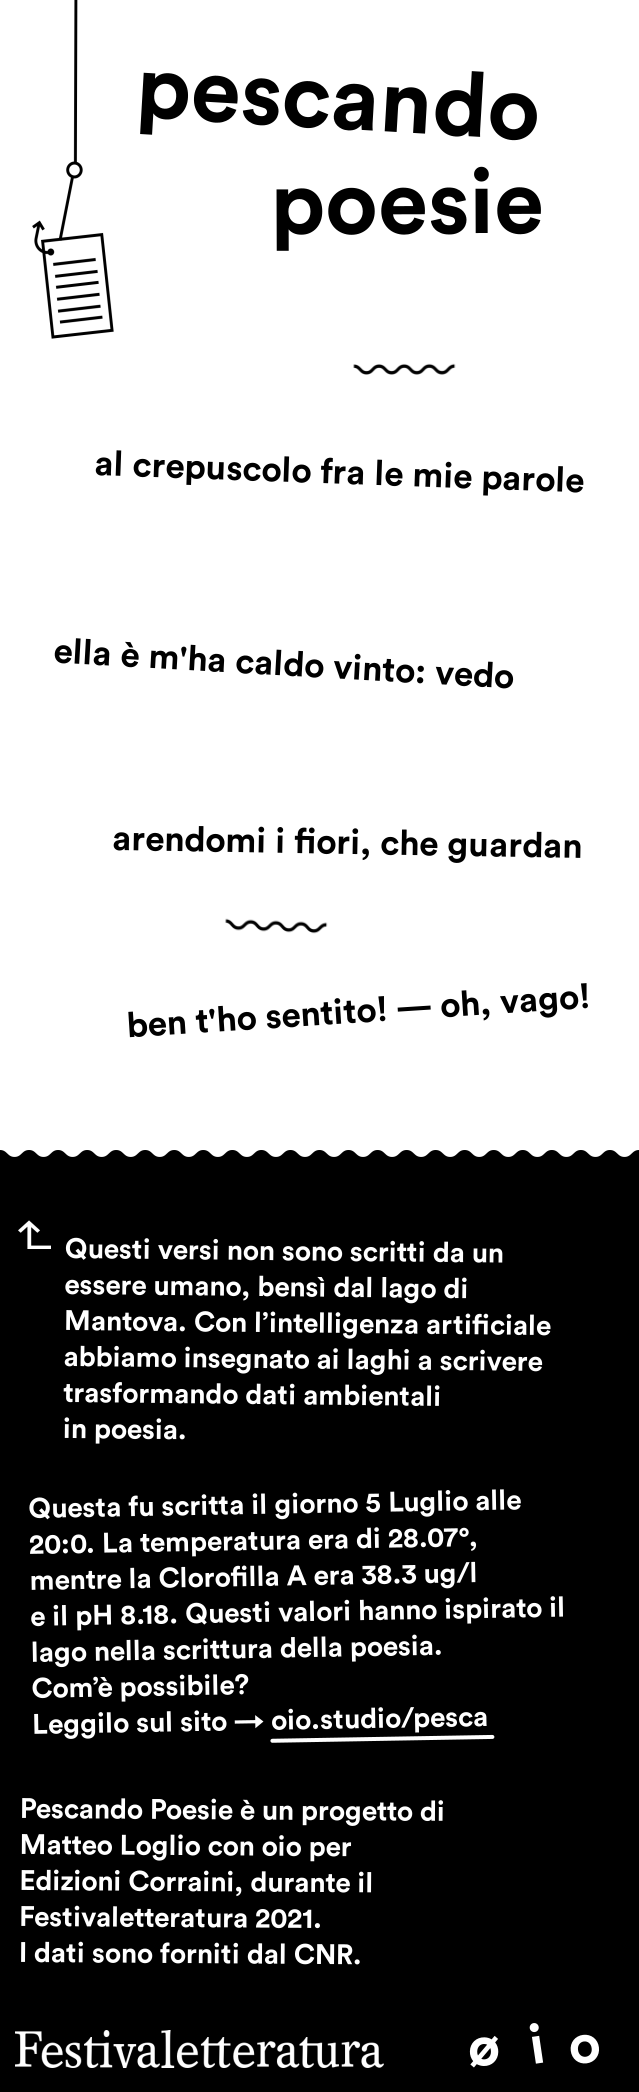 pescando
poesie
al crepuscolo fra le mie parole
ella è m'ha caldo vinto: vedo
arendomi i fiori, che guardan
ben t'ho sentito! — oh, vago!
Questi versi non sono scritti da un
essere umano, bensì dal lago di
Mantova. Con l’intelligenza artificiale
abbiamo insegnato ai laghi a scrivere
trasformando dati ambientali
in poesia.
Questa fu scritta il giorno 5 Luglio alle
20:0. La temperatura era di 28.07°,
mentre la Clorofilla A era 38.3 ug/l
e il pH 8.18. Questi valori hanno ispirato il
lago nella scrittura della poesia.
Com’è possibile?
Leggilo sul sito → oio.studio/pesca
Pescando Poesie è un progetto di
Matteo Loglio con oio per
Edizioni Corraini, durante il
Festivaletteratura 2021.
I dati sono forniti dal CNR.
Festivaletteratura ø i o